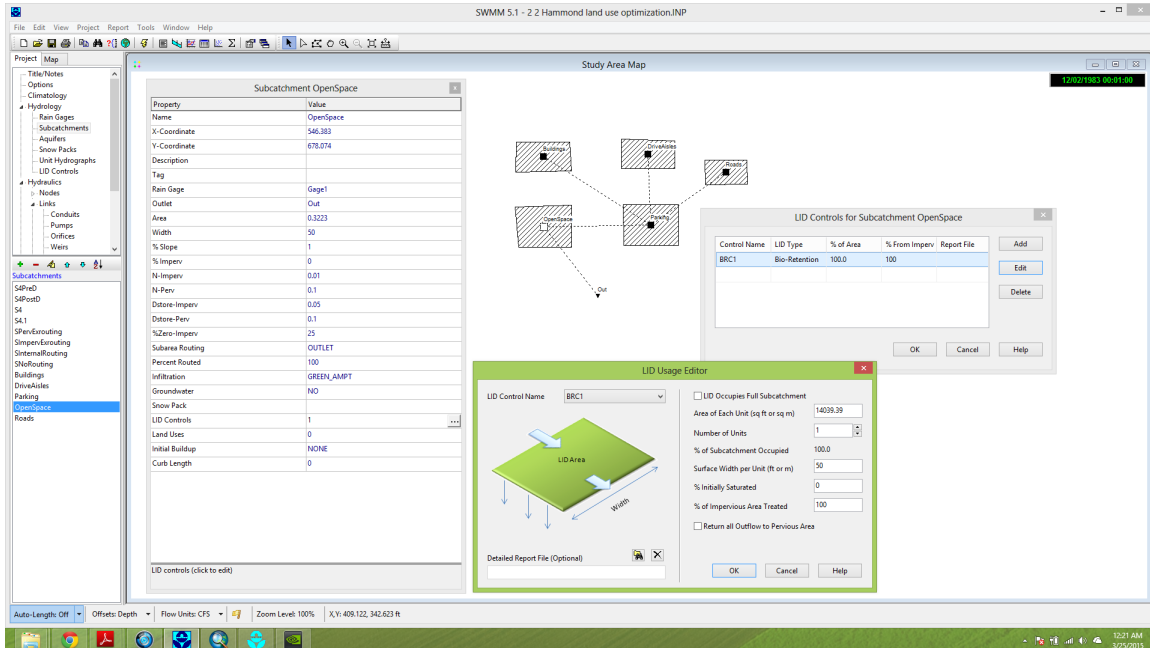 SWMM 5.1 - 2 2 Hammond land use optimization.INP
File Edit View Project Report Tools Window Help
Project Map
Title/Notes
Options
Climatology
Hydrology
Rain Gages
Subcatchments
Aquifers
Snow Packs
Unit Hydrographs
LID Controls
Hydraulics
Nodes
Links
Conduits
Pumps
Orifices
Weirs
Subcatchments
S4PreD
S4PostD
S4
S4.1
SPervExrouting
SImpervExrouting
SInternalRouting
SNoRouting
Buildings
DriveAisles
Parking
OpenSpace
Roads
Study Area Map
12/02/1983 00:01:00
Subcatchment OpenSpace
Property Value
Name OpenSpace
X-Coordinate 546.383
Y-Coordinate 678.074
Description
Tag
Rain Gage Gage1
Outlet Out
Area 0.3223
Width 50
% Slope 1
% Imperv 0
N-Imperv 0.01
N-Perv 0.1
Dstore-Imperv 0.05
Dstore-Perv 0.1
%Zero-Imperv 25
Subarea Routing OUTLET
Percent Routed 100
Infiltration GREEN_AMPT
Groundwater NO
Snow Pack
LID Controls 1 ...
Land Uses 0
Initial Buildup NONE
Curb Length 0
LID controls (click to edit)
Buildings
DriveAisles
Roads
OpenSpace
Parking
Out
LID Controls for Subcatchment OpenSpace
Control Name LID Type % of Area % From Imperv Report File
BRC1 Bio-Retention 100.0 100
Add
Edit
Delete
OK Cancel Help
LID Usage Editor
LID Control Name BRC1
LID Area
Width
Detailed Report File (Optional)
LID Occupies Full Subcatchment
Area of Each Unit (sq ft or sq m) 14039.39
Number of Units 1
% of Subcatchment Occupied 100.0
Surface Width per Unit (ft or m) 50
% Initially Saturated 0
% of Impervious Area Treated 100
Return all Outflow to Pervious Area
OK Cancel Help
Auto-Length: Off Offsets: Depth Flow Units: CFS Zoom Level: 100% X,Y: 409.122, 342.623 ft
12:21 AM
3/25/2015